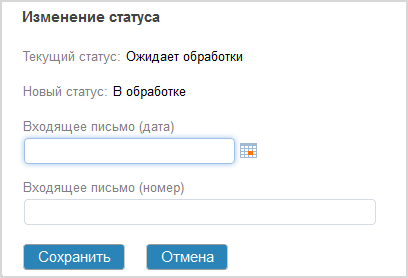 Изменение статуса
Текущий статус: Ожидает обработки
Новый статус: В обработке
Входящее письмо (дата)
Входящее письмо (номер)
Сохранить Отмена